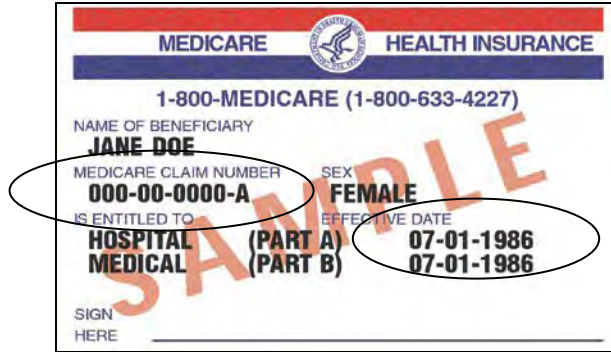 MEDICARE HEALTH INSURANCE
1-800-MEDICARE (1-800-633-4227)
NAME OF BENEFICIARY
JANE DOE
MEDICARE CLAIM NUMBER SEX
000-00-0000-A FEMALE
IS ENTITLED TO EFFECTIVE DATE
HOSPITAL (PART A) 07-01-1986
MEDICAL (PART B) 07-01-1986
SIGN
HERE
SAMPLE